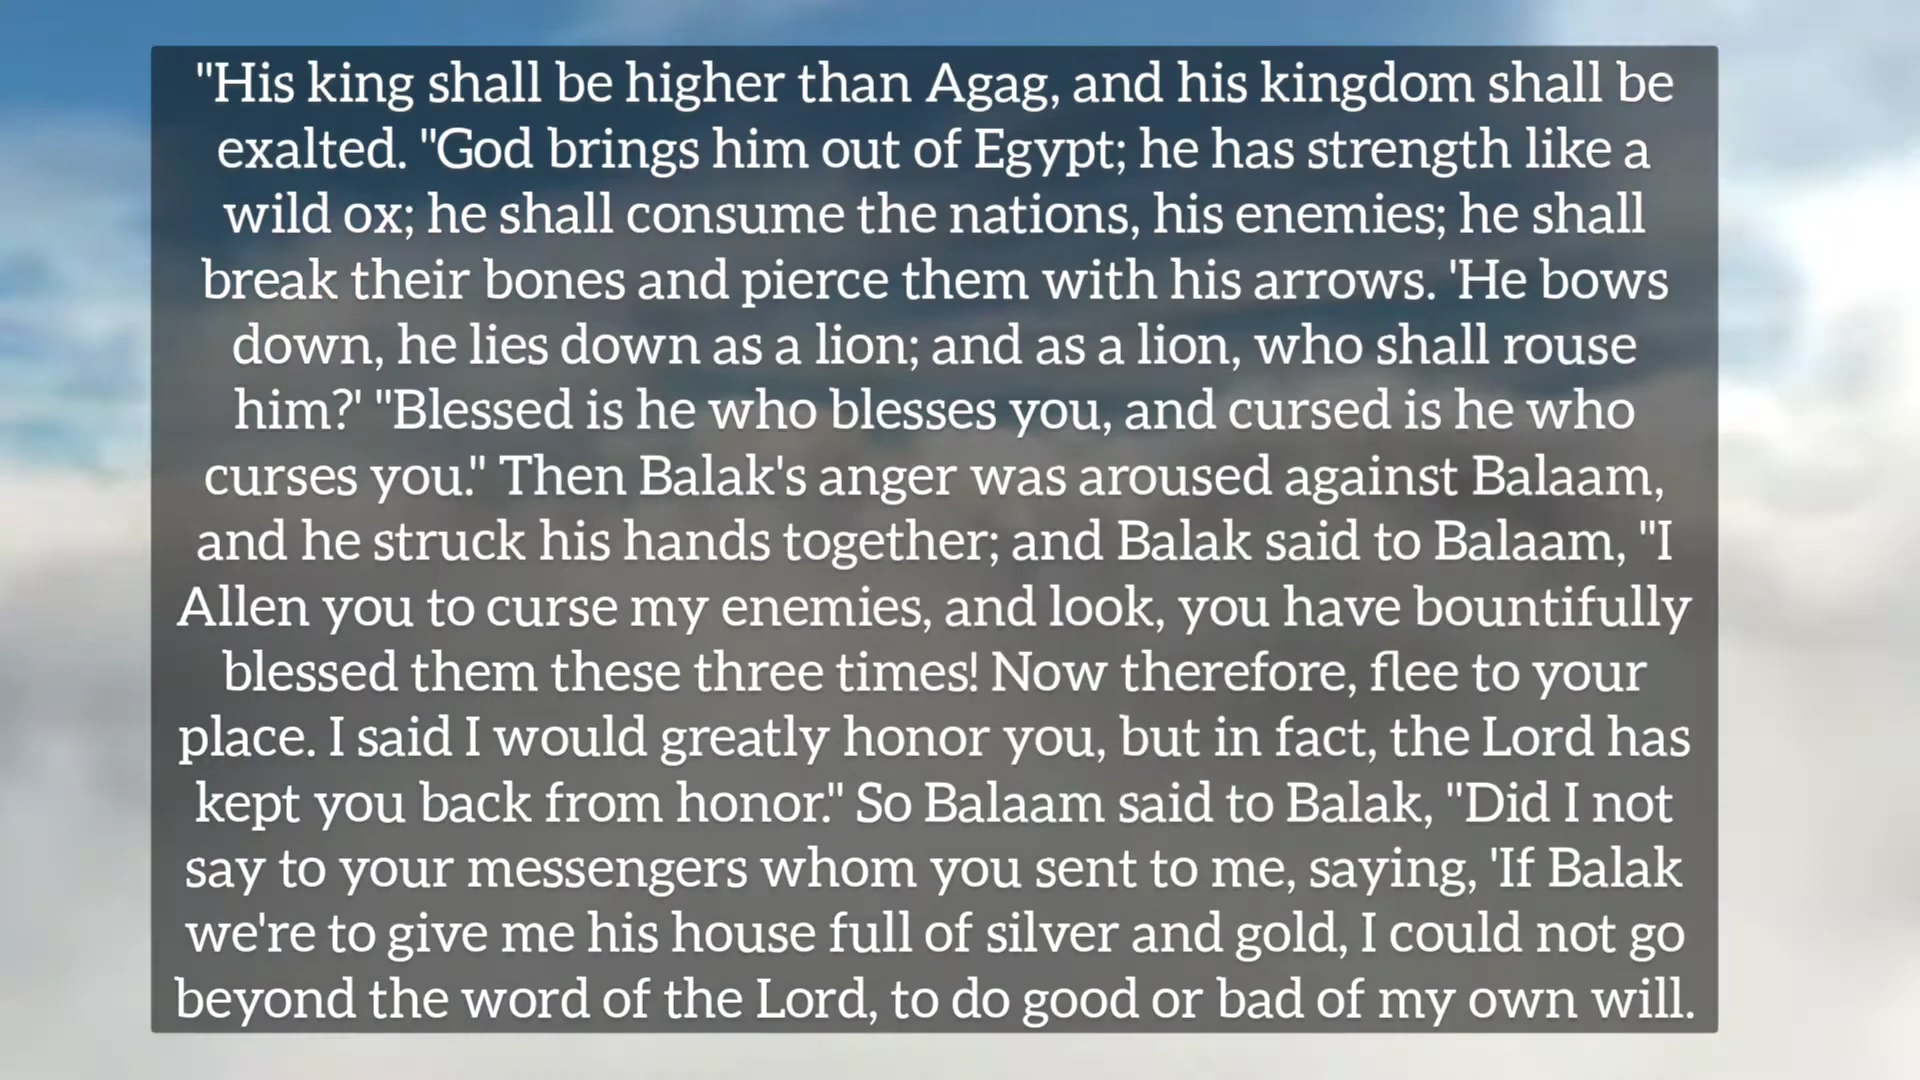 "His king shall be higher than Agag, and his kingdom shall be
exalted. "God brings him out of Egypt; he has strength like a
wild ox; he shall consume the nations, his enemies; he shall
break their bones and pierce them with his arrows. 'He bows
down, he lies down as a lion; and as a lion, who shall rouse
him?' "Blessed is he who blesses you, and cursed is he who
curses you." Then Balak's anger was aroused against Balaam,
and he struck his hands together; and Balak said to Balaam, "I
Allen you to curse my enemies, and look, you have bountifully
blessed them these three times! Now therefore, flee to your
place. I said I would greatly honor you, but in fact, the Lord has
kept you back from honor." So Balaam said to Balak, "Did I not
say to your messengers whom you sent to me, saying, 'If Balak
we're to give me his house full of silver and gold, I could not go
beyond the word of the Lord, to do good or bad of my own will.